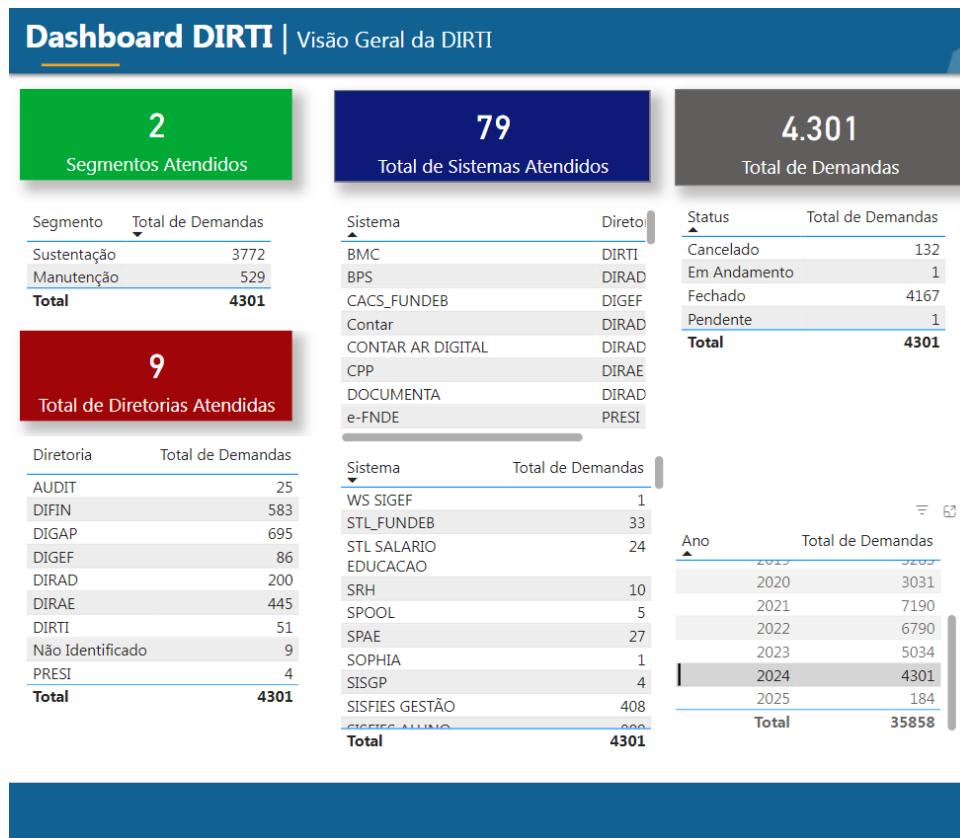 Dashboard DIRTI | Visão Geral da DIRTI
2
Segmentos Atendidos
Segmento Total de Demandas
Sustentação 3772
Manutenção 529
Total 4301
9
Total de Diretorias Atendidas
Diretoria Total de Demandas
AUDIT 25
DIFIN 583
DIGAP 695
DIGEF 86
DIRAD 200
DIRAE 445
DIRTI 51
Não Identificado 9
PRESI 4
Total 4301
79
Total de Sistemas Atendidos
Sistema Diretor
BMC DIRTI
BPS DIRAD
CACS_FUNDEB DIGEF
Contar DIRAD
CONTAR AR DIGITAL DIRAD
CPP DIRAE
DOCUMENTA DIRAD
e-FNDE PRESI
Sistema Total de Demandas
WS SIGEF 1
STL_FUNDEB 33
STL SALARIO 24
EDUCACAO
SRH 10
SPOOL 5
SPAE 27
SOPHIA 1
SISGP 4
SISFIES GESTÃO 408
Total 4301
4.301
Total de Demandas
Status Total de Demandas
Cancelado 132
Em Andamento 1
Fechado 4167
Pendente 1
Total 4301
Ano Total de Demandas
2020 3031
2021 7190
2022 6790
2023 5034
2024 4301
2025 184
Total 35858